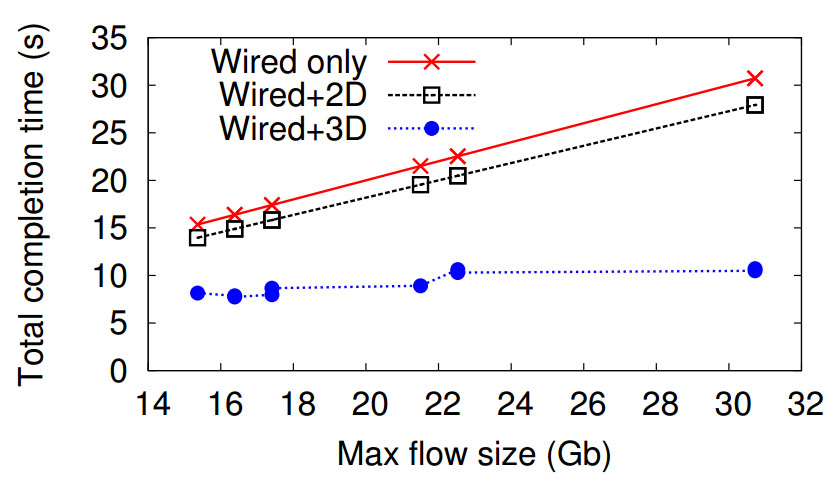 Total completion time (s)
35
30
25
20
15
10
5
0
Wired only
Wired+2D
Wired+3D
14 16 18 20 22 24 26 28 30 32
Max flow size (Gb)